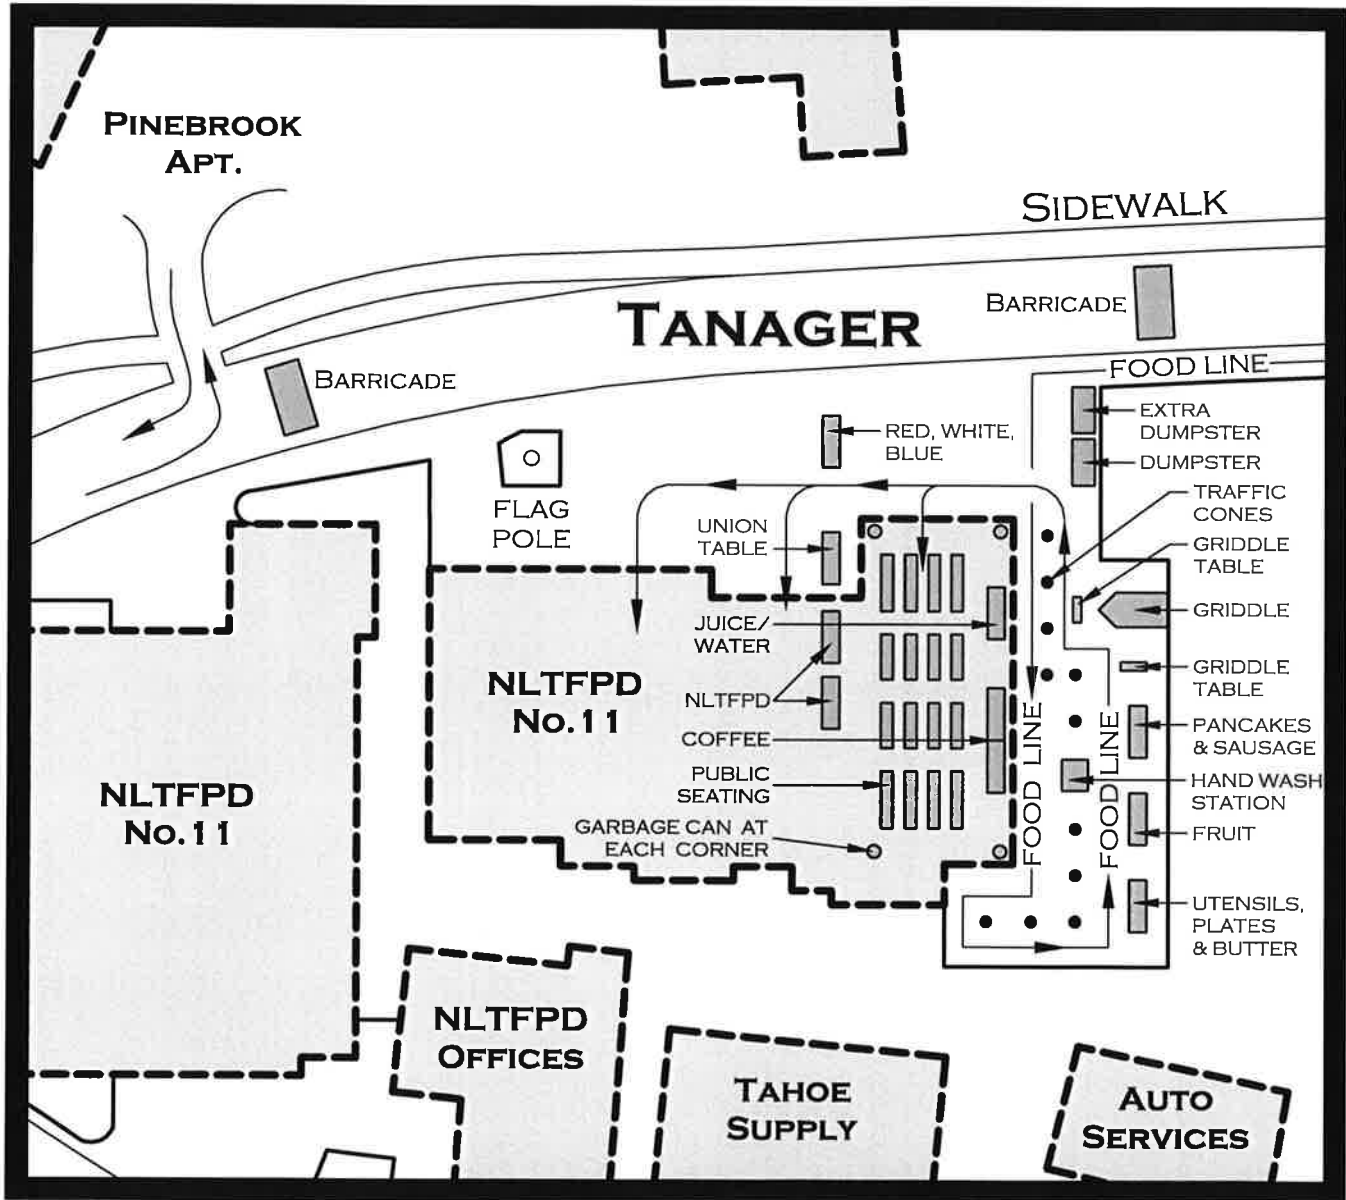 PINEBROOK
APT.
SIDEWALK
TANAGER
BARRICADE
BARRICADE
FOOD LINE
EXTRA
DUMPSTER
DUMPSTER
RED, WHITE,
BLUE
FLAG
POLE
UNION
TABLE
TRAFFIC
CONES
GRIDDLE
TABLE
GRIDDLE
JUICE/
WATER
GRIDDLE
TABLE
NLTFPD
No.11
NLTFPD
COFFEE
PANCAKES
& SAUSAGE
PUBLIC
SEATING
HAND WASH
STATION
NLTFPD
No.11
GARBAGE CAN AT
EACH CORNER
FOOD LINE
FOOD LINE
FRUIT
UTENSILS,
PLATES
& BUTTER
NLTFPD
OFFICES
TAHOE
SUPPLY
AUTO
SERVICES